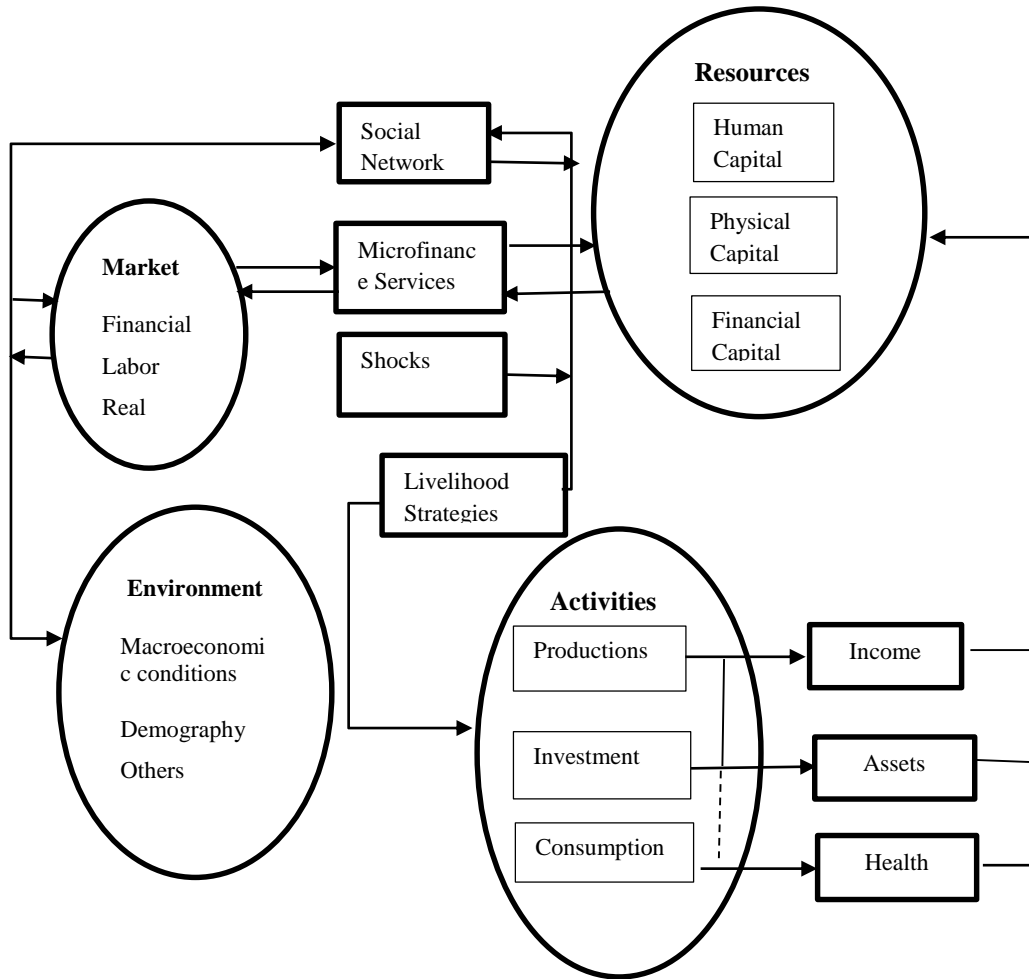 Resources
Human
Capital
Physical
Capital
Financial
Capital
Social
Network
Microfinanc
e Services
Shocks
Livelihood
Strategies
Market
Financial
Labor
Real
Environment
Macroeconomi
c conditions
Demography
Others
Activities
Productions
Investment
Consumption
Income
Assets
Health